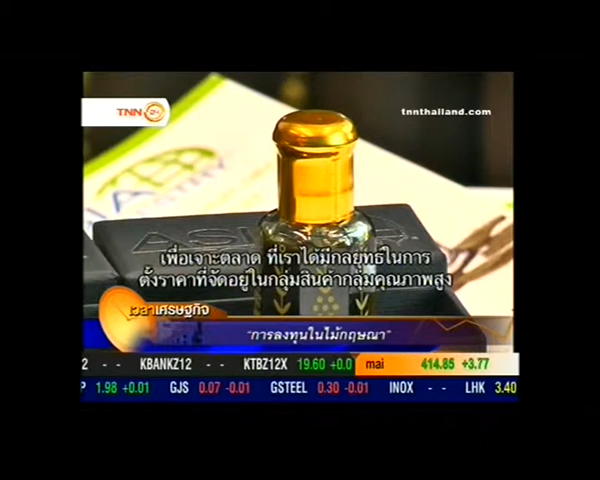 TNN 24
tnnthailand.com
เพื่อเจาะตลาด ที่เราได้มีกลยุทธ์ในการ
ตั้งราคาที่จัดอยู่ในกลุ่มสินค้ากลุ่มคุณภาพสูง
เวลาเศรษฐกิจ
"การลงทุนในไม้กฤษณา"
2 - - KBANKZ12 - - KTBZ12X 19.60 +0.0 mai 414.85 +3.77
P 1.98 +0.01 GJS 0.07 -0.01 GSTEEL 0.30 -0.01 INOX - - LHK 3.40